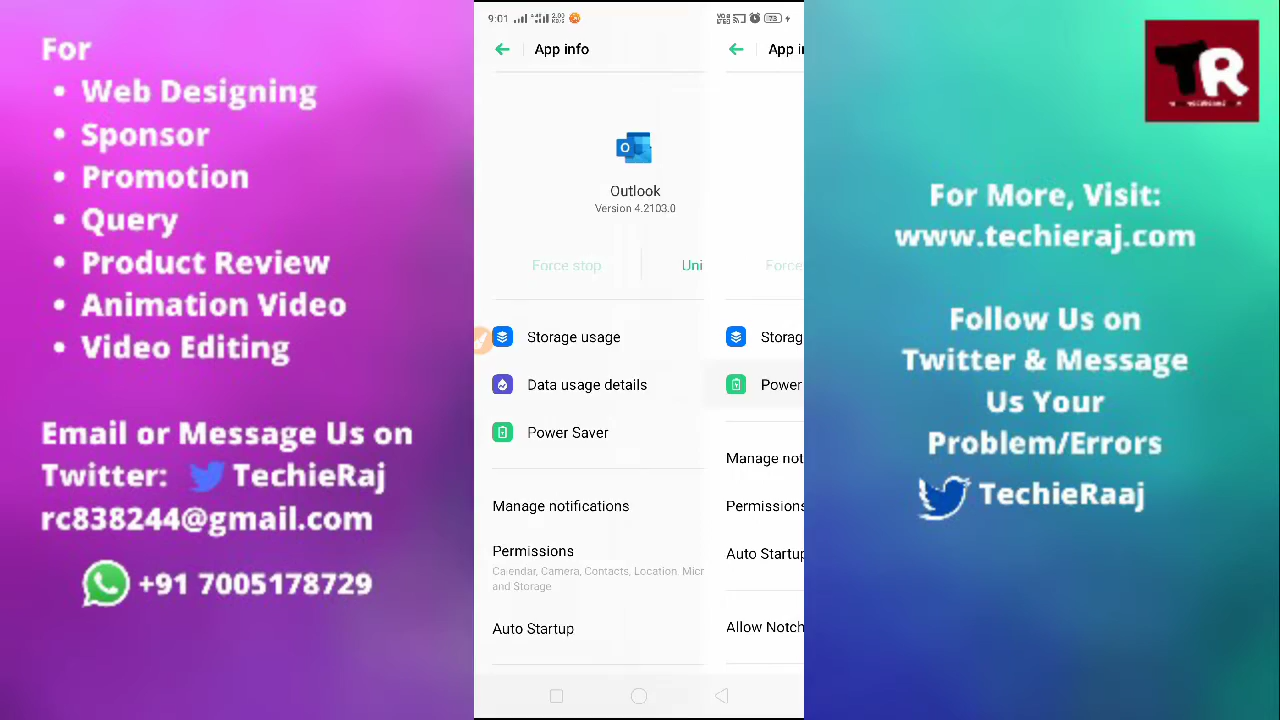 For
• Web Designing
• Sponsor
• Promotion
• Query
• Product Review
• Animation Video
• Video Editing
Email or Message Us on
Twitter: TechieRaj
rc838244@gmail.com
+91 7005178729
9:01
73
App info
App i
O
Outlook
Version 4.2103.0
Force stop
Uni
Force
Storage usage
Storag
Data usage details
Power
Power Saver
Manage not
Manage notifications
Permissions
Permissions
Calendar, Camera, Contacts, Location, Micr
and Storage
Auto Startup
Auto Startup
Allow Notch
TR
For More, Visit:
www.techieraj.com
Follow Us on
Twitter & Message
Us Your
Problem/Errors
TechieRaaj